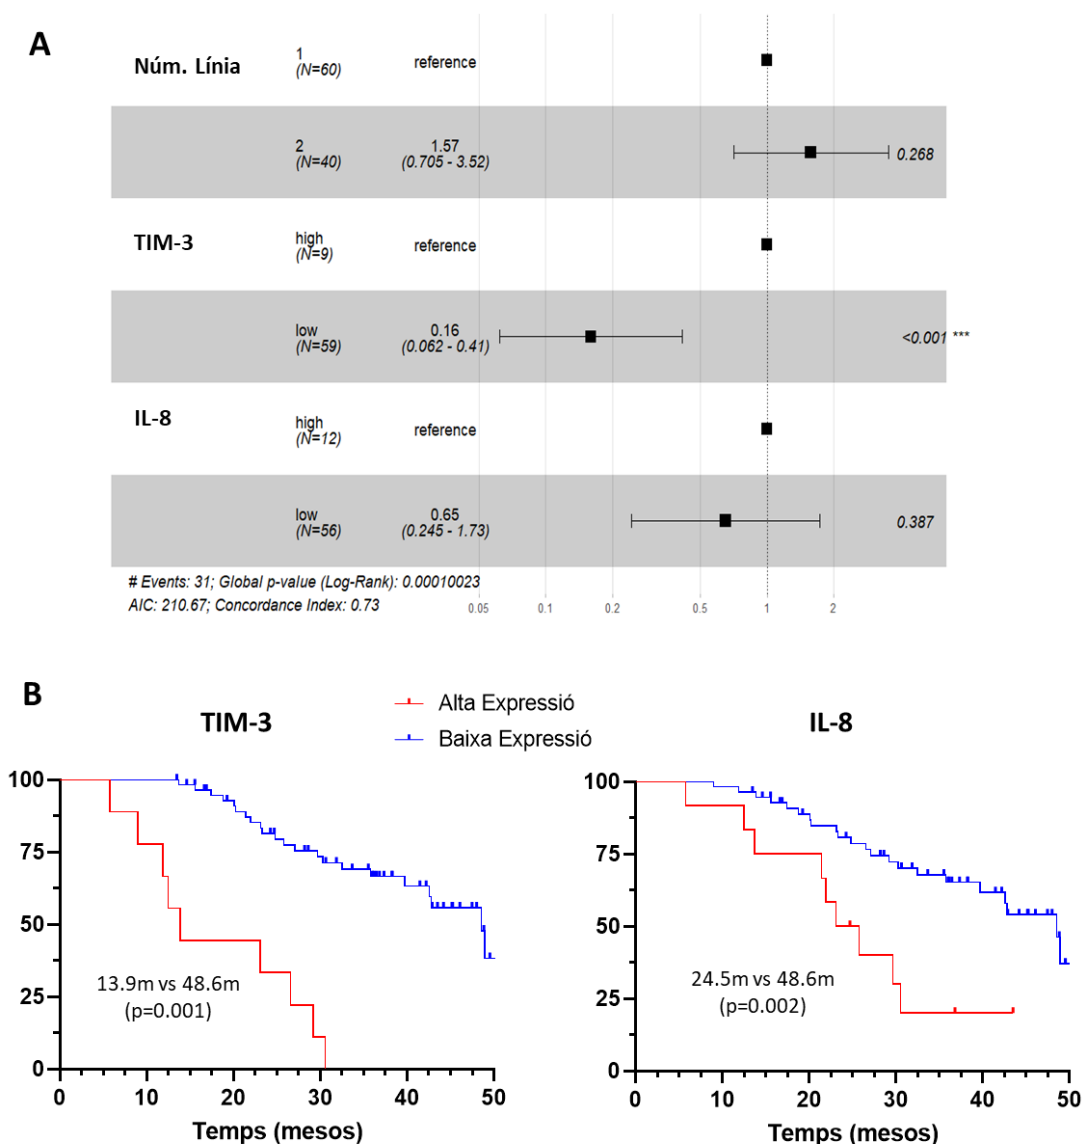 A
Núm. Línia
1
(N=60)
reference
2
(N=40)
1.57
(0.705 - 3.52)
0.268
TIM-3
high
(N=9)
reference
low
(N=59)
0.16
(0.062 - 0.41)
<0.001 ***
IL-8
high
(N=12)
reference
low
(N=56)
0.65
(0.245 - 1.73)
0.387
# Events: 31; Global p-value (Log-Rank): 0.00010023
AIC: 210.67; Concordance Index: 0.73
0.05 0.1 0.2 0.5 1 2
B
TIM-3
Alta Expressió
Baixa Expressió
IL-8
100
75
50
25
0
13.9m vs 48.6m
(p=0.001)
0 10 20 30 40 50
Temps (mesos)
100
75
50
25
0
24.5m vs 48.6m
(p=0.002)
0 10 20 30 40 50
Temps (mesos)